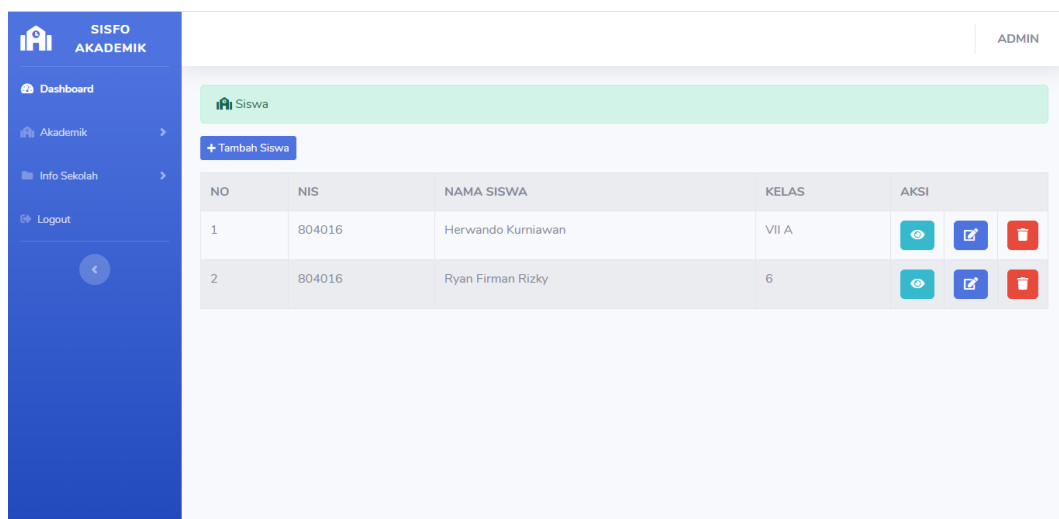 SISFO
AKADEMIK
ADMIN
Dashboard
Akademik
Info Sekolah
Logout
Siswa
+ Tambah Siswa
NO NIS NAMA SISWA KELAS AKSI
1 804016 Herwando Kurniawan VII A
2 804016 Ryan Firman Rizky 6